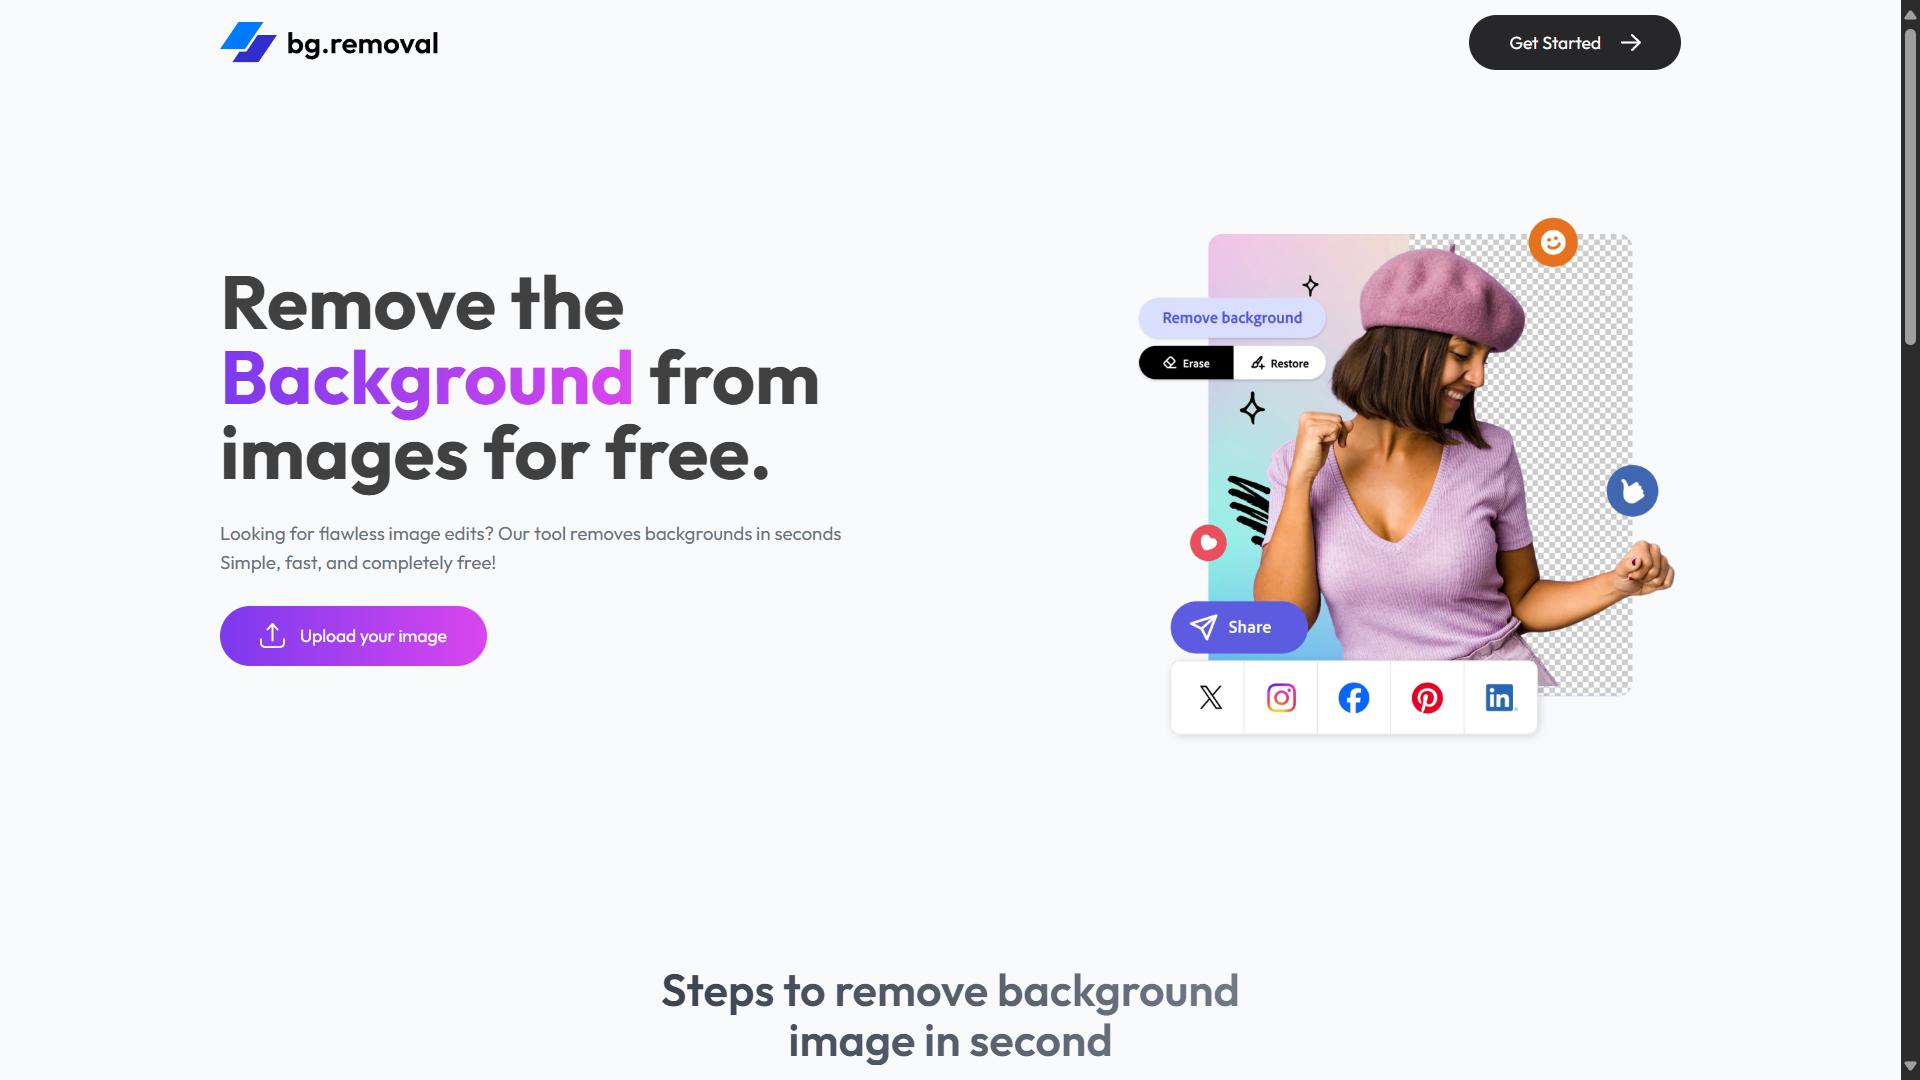 bg.removal
Get Started
Remove the
Background from
images for free.
Looking for flawless image edits? Our tool removes backgrounds in seconds
Simple, fast, and completely free!
Upload your image
Remove background
Erase
Restore
Share
Steps to remove background
image in second